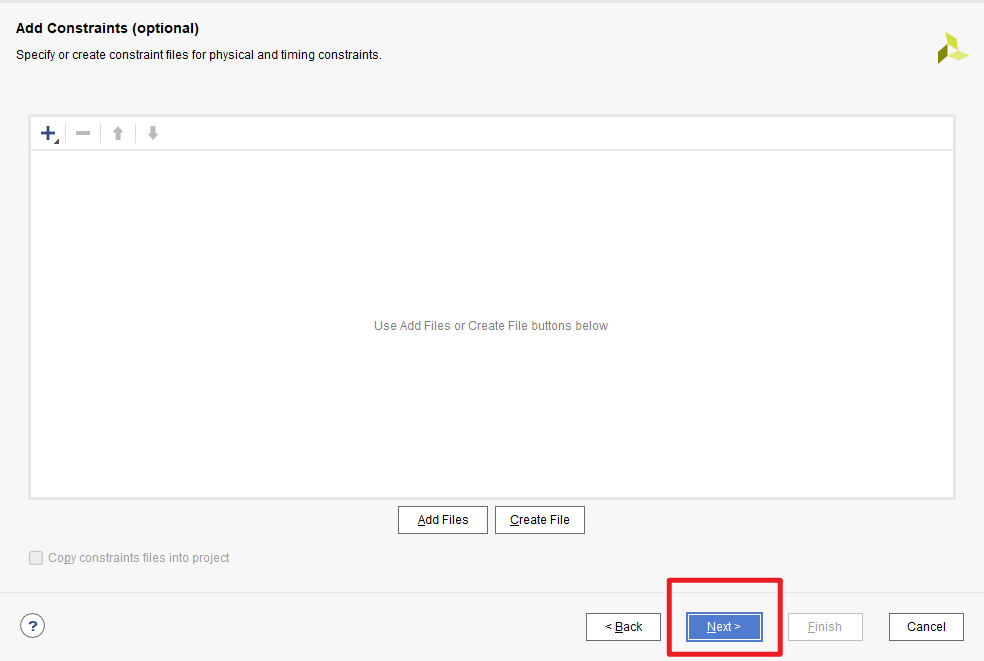 Add Constraints (optional)
Specify or create constraint files for physical and timing constraints.
Use Add Files or Create File buttons below
Add Files
Create File
Copy constraints files into project
?
< Back
Next >
Finish
Cancel